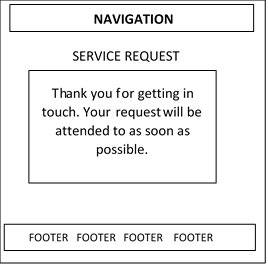 NAVIGATION
SERVICE REQUEST
Thank you for getting in
touch. Your request will be
attended to as soon as
possible.
FOOTER FOOTER FOOTER FOOTER